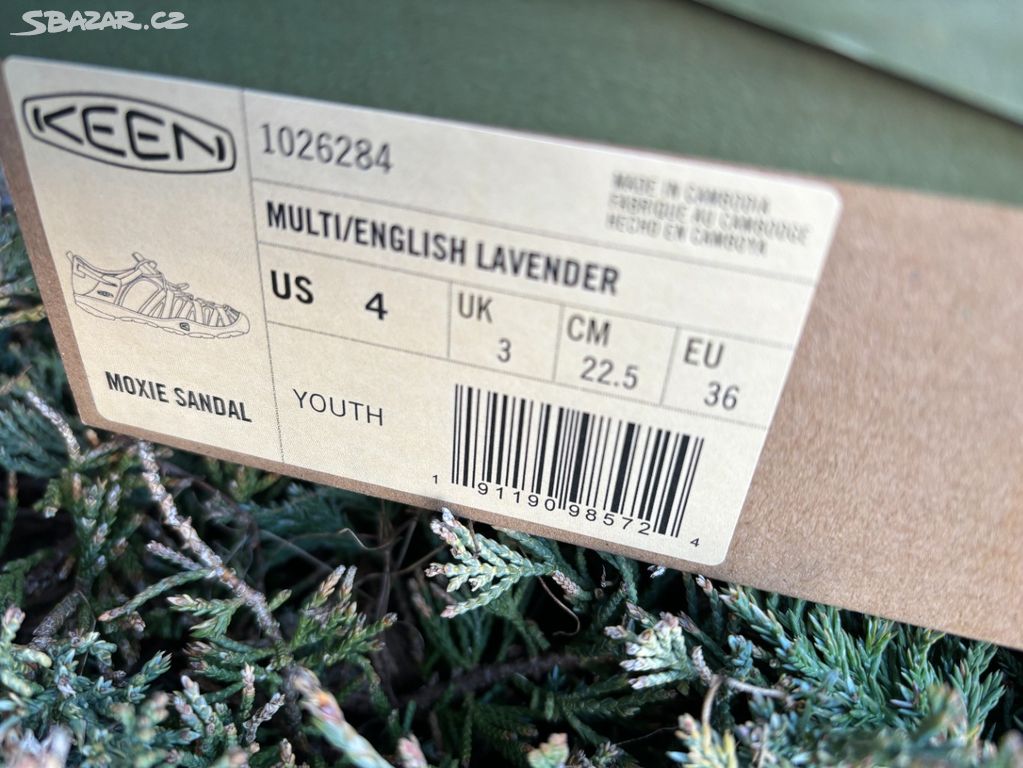 SBAZAR.CZ
KEEN
1026284
MADE IN CAMBODIA
FABRIQUE AU CAMBODGE
HECHO EN CAMBOYA
MULTI/ENGLISH LAVENDER
US 4
UK 3
CM 22.5
EU 36
MOXIE SANDAL
YOUTH
1 91190 98572 4